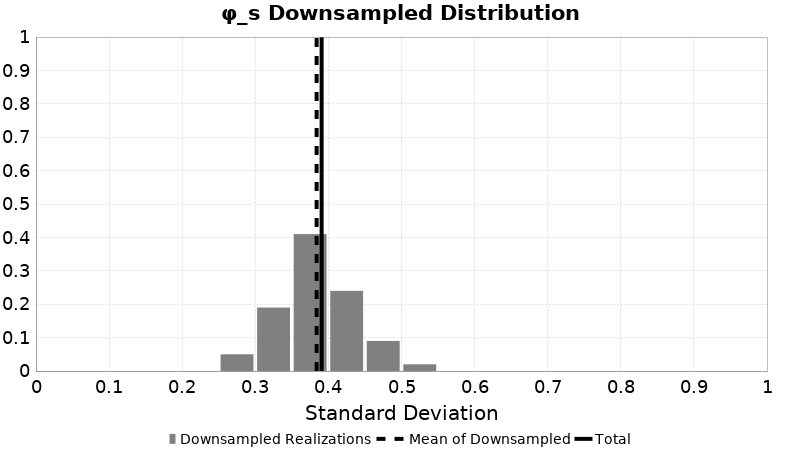 φ_s Downsampled Distribution
1
0.9
0.8
0.7
0.6
0.5
0.4
0.3
0.2
0.1
0
0 0.1 0.2 0.3 0.4 0.5 0.6 0.7 0.8 0.9 1
Standard Deviation
Downsampled Realizations Mean of Downsampled Total